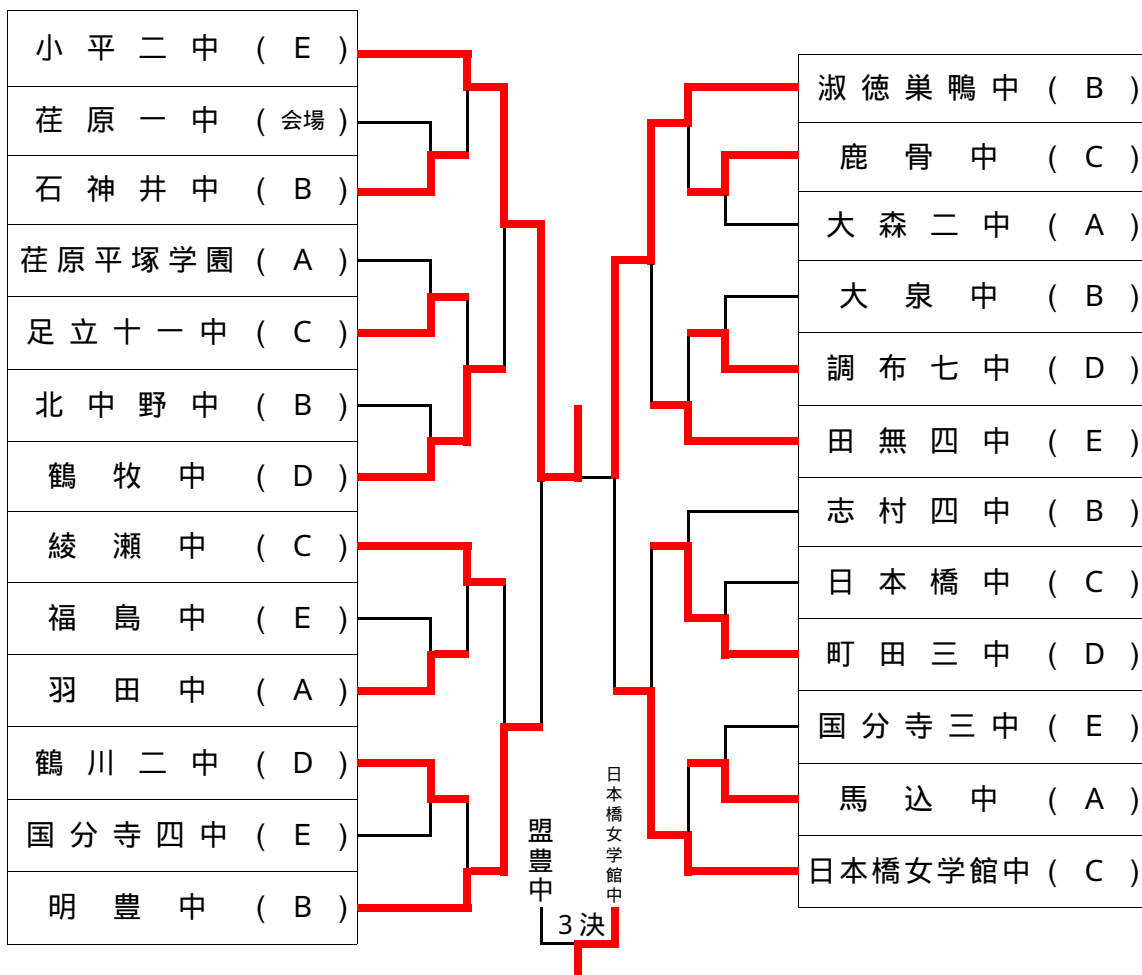 小平二中 ( E )
荏原一中 ( 会場 )
石神井中 ( B )
荏原平塚学園 ( A )
足立十一中 ( C )
北中野中 ( B )
鶴牧中 ( D )
綾瀬中 ( C )
福島中 ( E )
羽田中 ( A )
鶴川二中 ( D )
国分寺四中 ( E )
明豊中 ( B )
盟豊中
3決
日本橋女学館中
淑徳巣鴨中 ( B )
鹿骨中 ( C )
大森二中 ( A )
大泉中 ( B )
調布七中 ( D )
田無四中 ( E )
志村四中 ( B )
日本橋中 ( C )
町田三中 ( D )
国分寺三中 ( E )
馬込中 ( A )
日本橋女学館中 ( C )